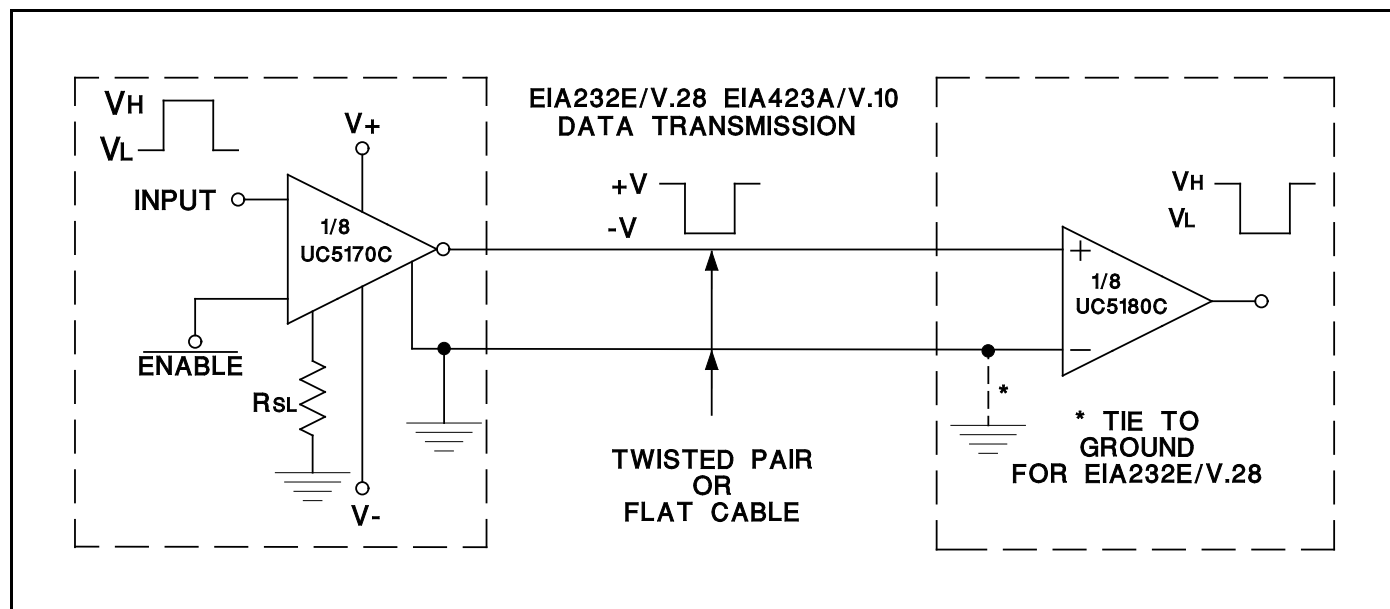 VH
VL
INPUT
V+
1/8
UC5170C
ENABLE
RSL
V-
EIA232E/V.28 EIA423A/V.10
DATA TRANSMISSION
+V
-V
TWISTED PAIR
OR
FLAT CABLE
VH
VL
+
1/8
UC5180C
-
*
* TIE TO
GROUND
FOR EIA232E/V.28